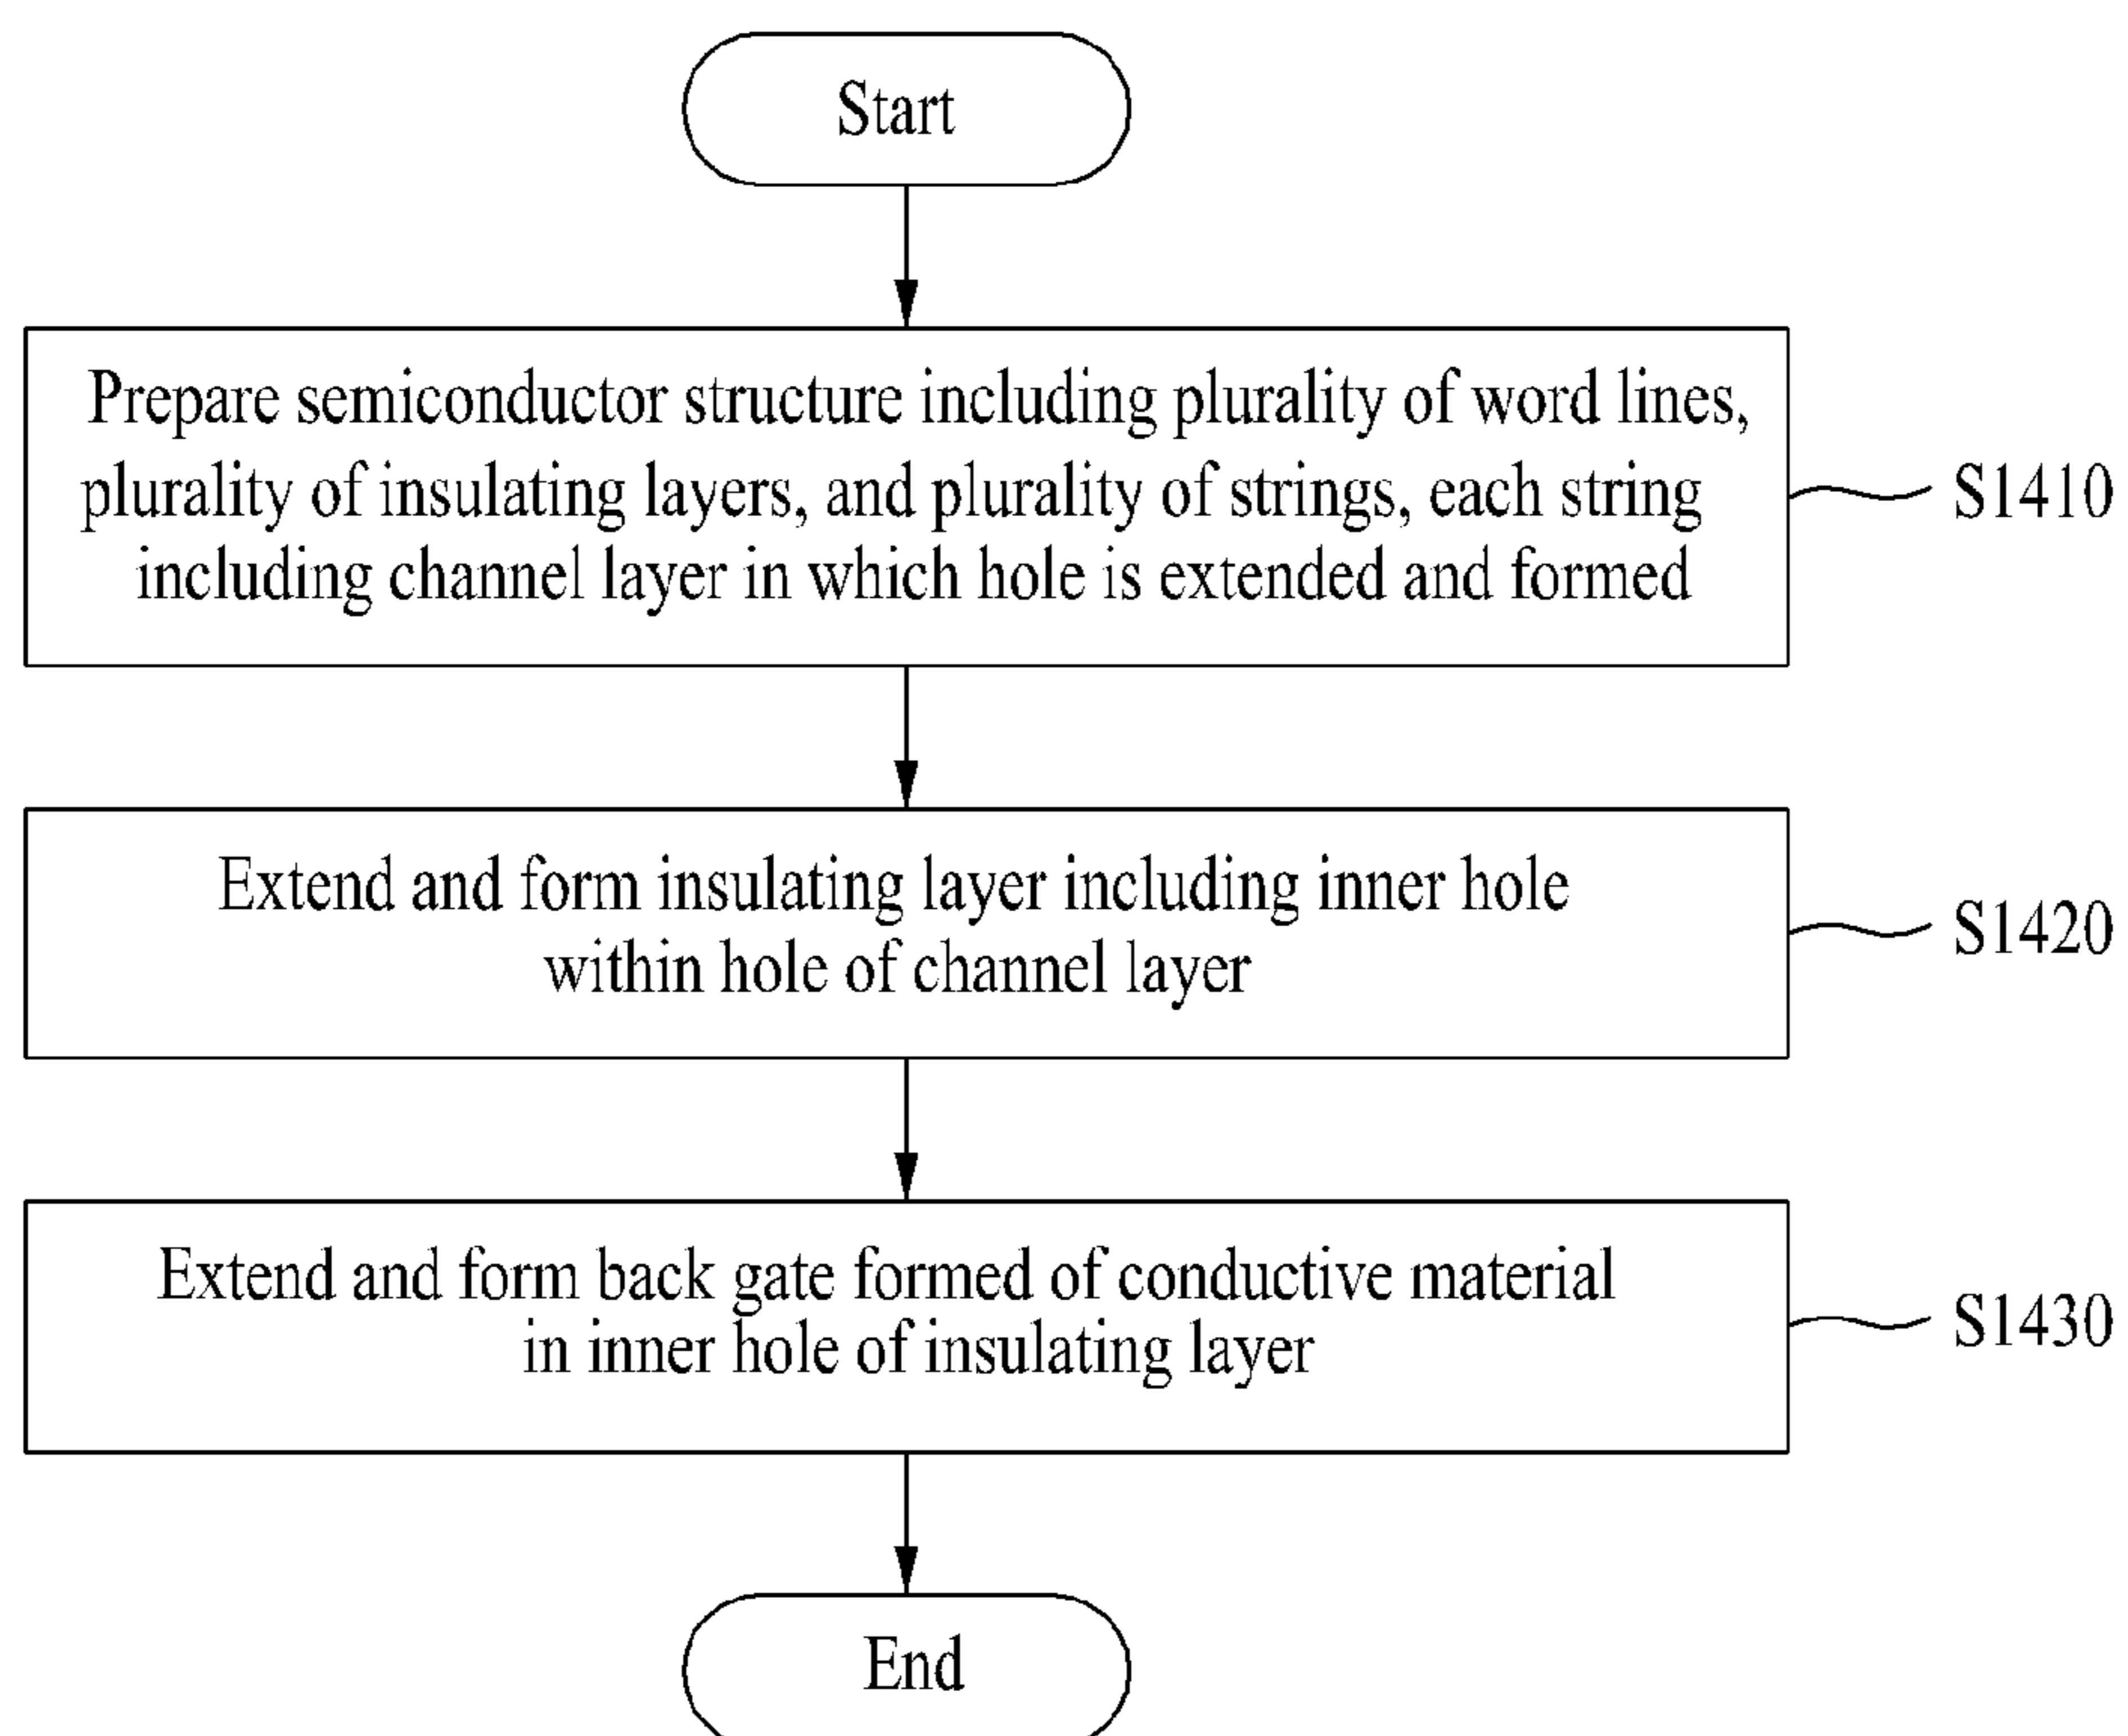 Start
Prepare semiconductor structure including plurality of word lines,
plurality of insulating layers, and plurality of strings, each string
including channel layer in which hole is extended and formed
S1410
Extend and form insulating layer including inner hole
within hole of channel layer
S1420
Extend and form back gate formed of conductive material
in inner hole of insulating layer
S1430
End